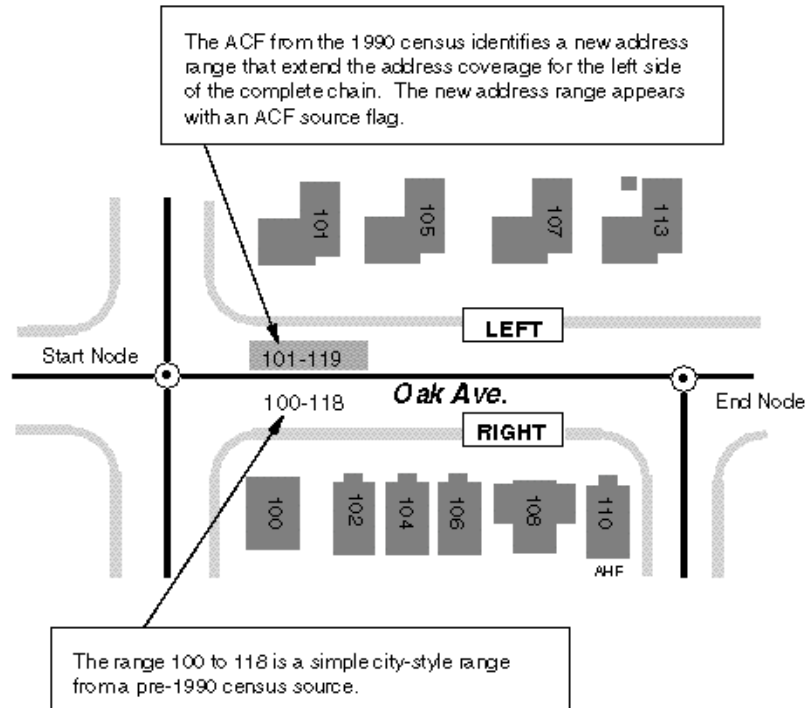 The ACF from the 1990 census identifies a new address
range that extend the address coverage for the left side
of the complete chain. The new address range appears
with an ACF source flag.
101
105
107
113
LEFT
Start Node
101-119
Oak Ave.
End Node
100-118
RIGHT
100
102
104
106
108
110
AHF
The range 100 to 118 is a simple city-style range
from a pre-1990 census source.